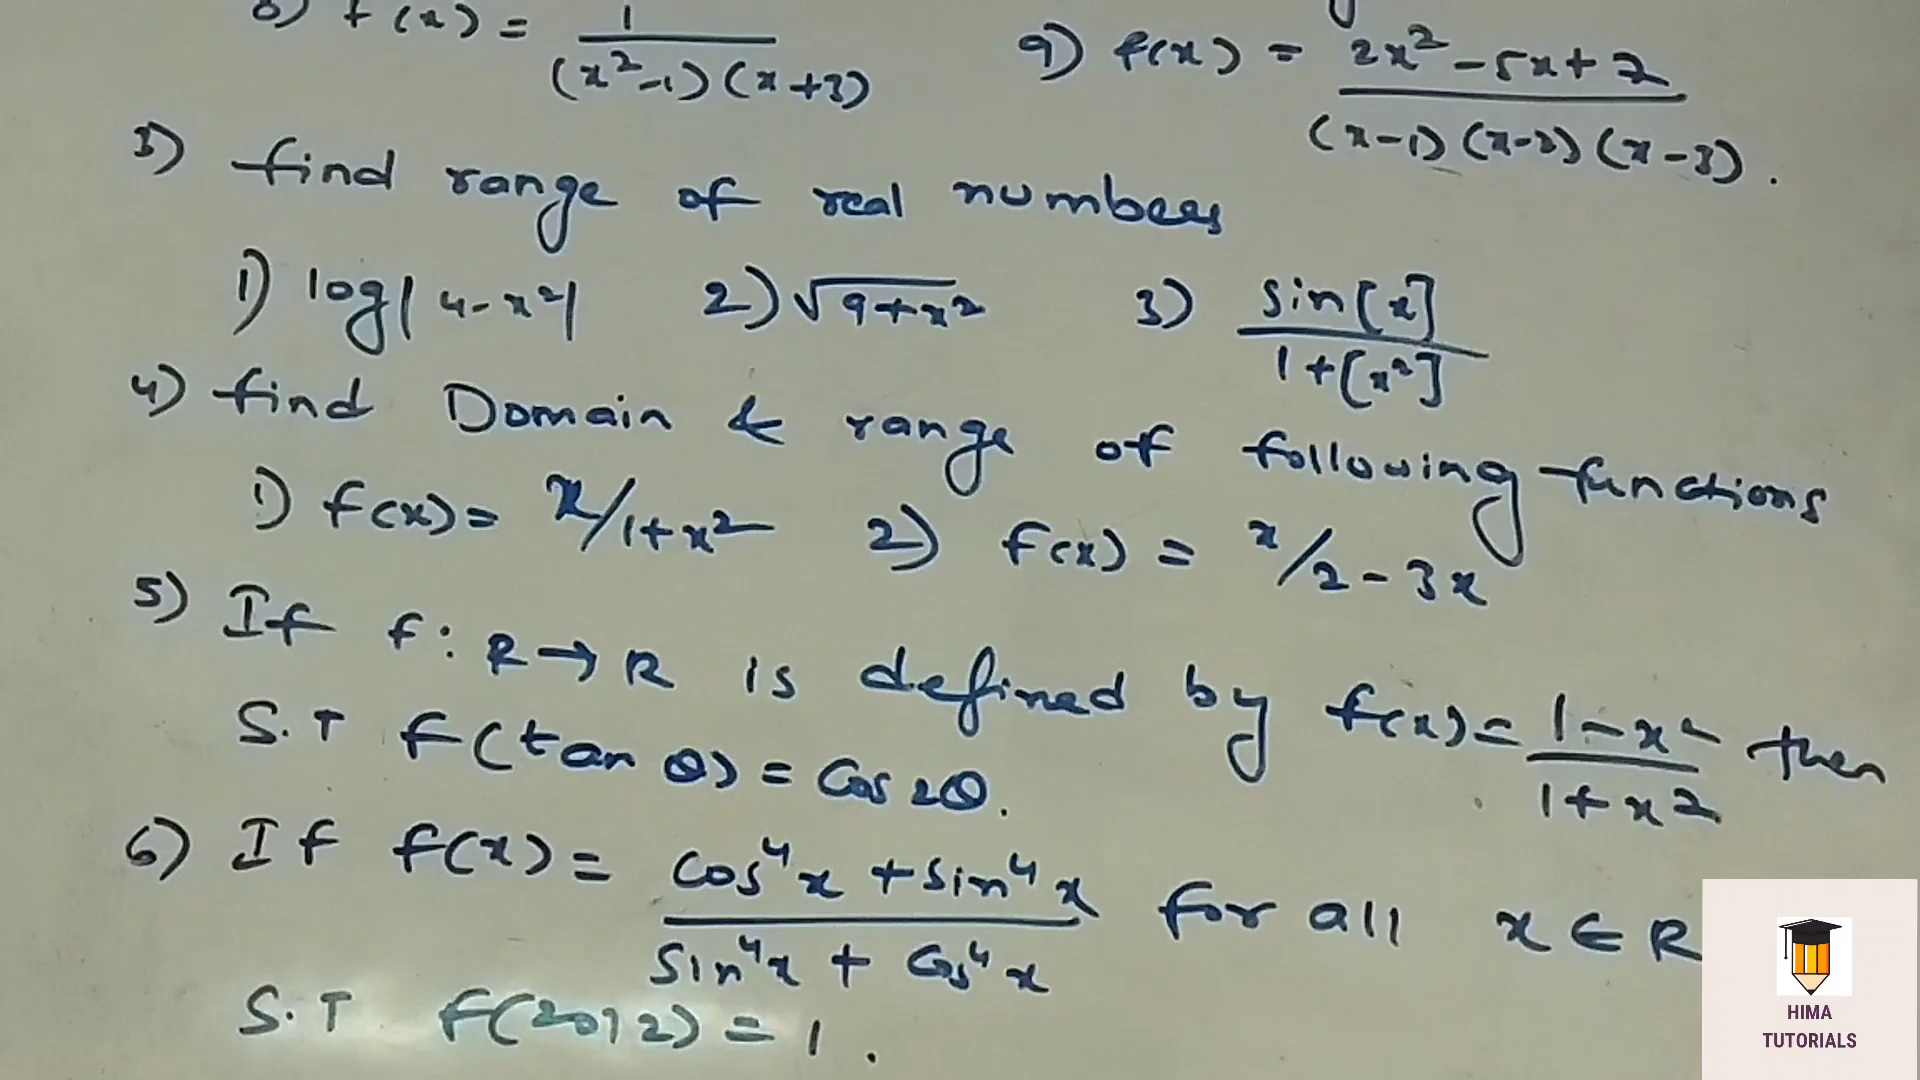 8) f(x) = 1/(x²-1)(x+3)
9) f(x) = 2x²-5x+7/(x-1)(x-2)(x-3).
3) find range of real numbers
1) log|4-x²| 2) √9+x² 3) sin[x]/1+[x²]
4) find Domain & range of following functions
1) f(x)= x/1+x² 2) f(x) = x/2-3x
5) If f: R→R is defined by f(x)= 1-x²/1+x² then
S.T f(tan θ) = Cos 2θ.
6) If f(x) = cos⁴x + sin⁴x/sin⁴x + Cos⁴x for all x ∈ R
S.T f(2012) = 1.
HIMA
TUTORIALS